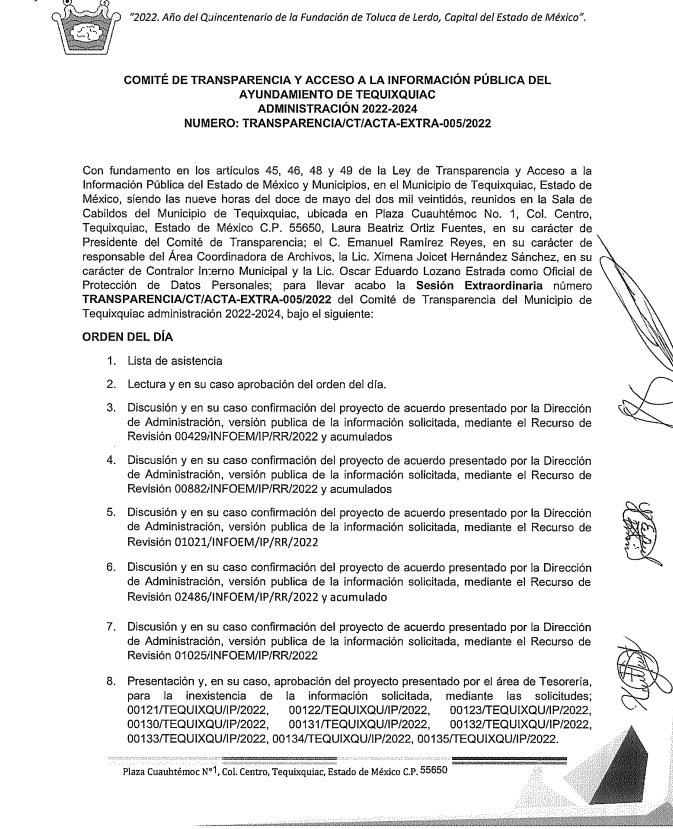 "2022. Año del Quincentenario de la Fundación de Toluca de Lerdo, Capital del Estado de México".
COMITÉ DE TRANSPARENCIA Y ACCESO A LA INFORMACIÓN PÚBLICA DEL
AYUNDAMIENTO DE TEQUIXQUIAC
ADMINISTRACIÓN 2022-2024
NUMERO: TRANSPARENCIA/CT/ACTA-EXTRA-005/2022
Con fundamento en los artículos 45, 46, 48 y 49 de la Ley de Transparencia y Acceso a la
Información Pública del Estado de México y Municipios, en el Municipio de Tequixquiac, Estado de
México, siendo las nueve horas del doce de mayo del dos mil veintidós, reunidos en la Sala de
Cabildos del Municipio de Tequixquiac, ubicada en Plaza Cuauhtémoc No. 1, Col. Centro,
Tequixquiac, Estado de México C.P. 55650, Laura Beatriz Ortiz Fuentes, en su carácter de
Presidente del Comité de Transparencia; el C. Emanuel Ramírez Reyes, en su carácter de
responsable del Área Coordinadora de Archivos, la Lic. Ximena Joicet Hernández Sánchez, en su
carácter de Contralor Interno Municipal y la Lic. Oscar Eduardo Lozano Estrada como Oficial de
Protección de Datos Personales; para llevar acabo la Sesión Extraordinaria número
TRANSPARENCIA/CT/ACTA-EXTRA-005/2022 del Comité de Transparencia del Municipio de
Tequixquiac administración 2022-2024, bajo el siguiente:
ORDEN DEL DÍA
1. Lista de asistencia
2. Lectura y en su caso aprobación del orden del día.
3. Discusión y en su caso confirmación del proyecto de acuerdo presentado por la Dirección
de Administración, versión publica de la información solicitada, mediante el Recurso de
Revisión 00429/INFOEM/IP/RR/2022 y acumulados
4. Discusión y en su caso confirmación del proyecto de acuerdo presentado por la Dirección
de Administración, versión publica de la información solicitada, mediante el Recurso de
Revisión 00882/INFOEM/IP/RR/2022 y acumulados
5. Discusión y en su caso confirmación del proyecto de acuerdo presentado por la Dirección
de Administración, versión publica de la información solicitada, mediante el Recurso de
Revisión 01021/INFOEM/IP/RR/2022
6. Discusión y en su caso confirmación del proyecto de acuerdo presentado por la Dirección
de Administración, versión publica de la información solicitada, mediante el Recurso de
Revisión 02486/INFOEM/IP/RR/2022 y acumulado
7. Discusión y en su caso confirmación del proyecto de acuerdo presentado por la Dirección
de Administración, versión publica de la información solicitada, mediante el Recurso de
Revisión 01025/INFOEM/IP/RR/2022
8. Presentación y, en su caso, aprobación del proyecto presentado por el área de Tesorería,
para la inexistencia de la información solicitada, mediante las solicitudes;
00121/TEQUIXQU/IP/2022, 00122/TEQUIXQU/IP/2022, 00123/TEQUIXQU/IP/2022,
00130/TEQUIXQU/IP/2022, 00131/TEQUIXQU/IP/2022, 00132/TEQUIXQU/IP/2022,
00133/TEQUIXQU/IP/2022, 00134/TEQUIXQU/IP/2022, 00135/TEQUIXQU/IP/2022.
Plaza Cuauhtémoc N°1, Col. Centro, Tequixquiac, Estado de México C.P. 55650